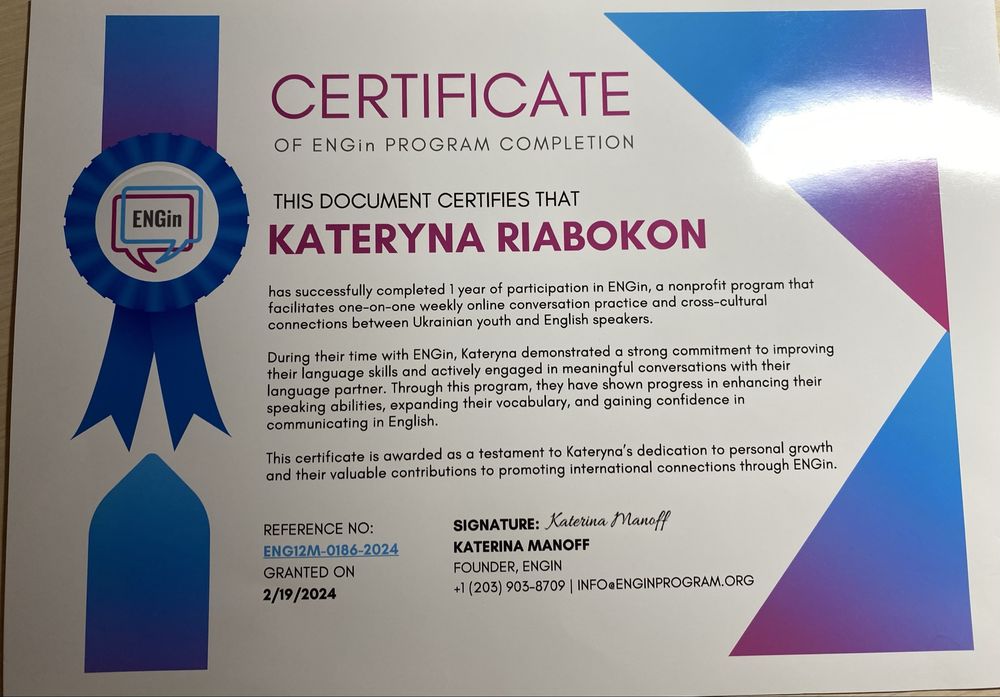 CERTIFICATE
OF ENGin PROGRAM COMPLETION
ENGin
THIS DOCUMENT CERTIFIES THAT
KATERYNA RIABOKON
has successfully completed 1 year of participation in ENGin, a nonprofit program that
facilitates one-on-one weekly online conversation practice and cross-cultural
connections between Ukrainian youth and English speakers.
During their time with ENGin, Kateryna demonstrated a strong commitment to improving
their language skills and actively engaged in meaningful conversations with their
language partner. Through this program, they have shown progress in enhancing their
speaking abilities, expanding their vocabulary, and gaining confidence in
communicating in English.
This certificate is awarded as a testament to Kateryna's dedication to personal growth
and their valuable contributions to promoting international connections through ENGin.
REFERENCE NO:
ENG12M-0186-2024
GRANTED ON
2/19/2024
SIGNATURE: Katerina Manoff
KATERINA MANOFF
FOUNDER, ENGIN
+1 (203) 903-8709 | INFO@ENGINPROGRAM.ORG